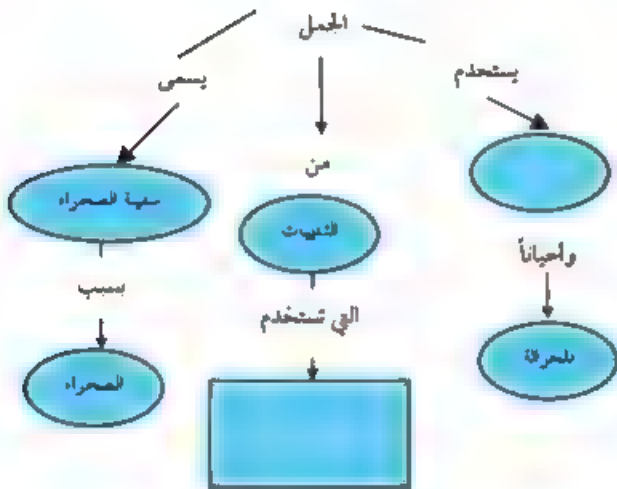 الجمل
يسمى
يستخدم
سفينة الصحراء
من
الثدييات
وأحياناً
بسبب
التي تستخدم
للحراثة
الصحراء